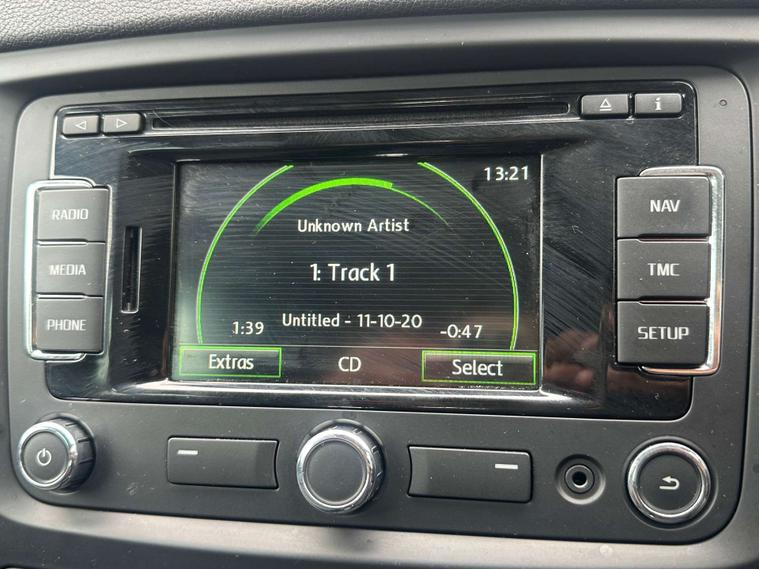 i
13:21
RADIO
MEDIA
PHONE
Unknown Artist
1: Track 1
Untitled - 11-10-20
1:39
-0:47
Extras
CD
Select
NAV
TMC
SETUP